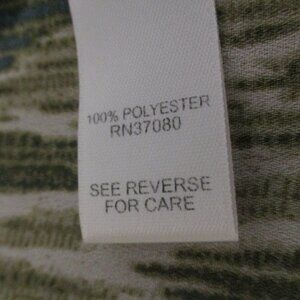 100% POLYESTER
RN37080
SEE REVERSE
FOR CARE